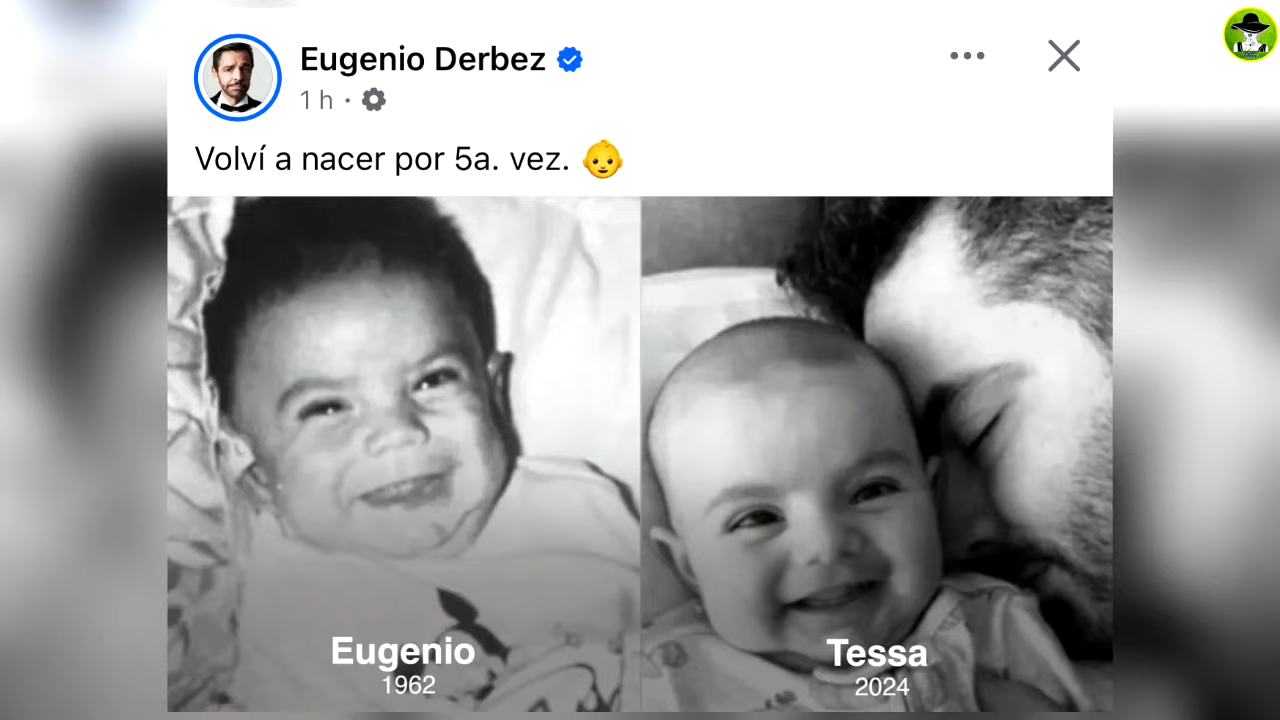 Eugenio Derbez
1 h ·
Volví a nacer por 5a. vez. 👶
Eugenio
1962
Tessa
2024